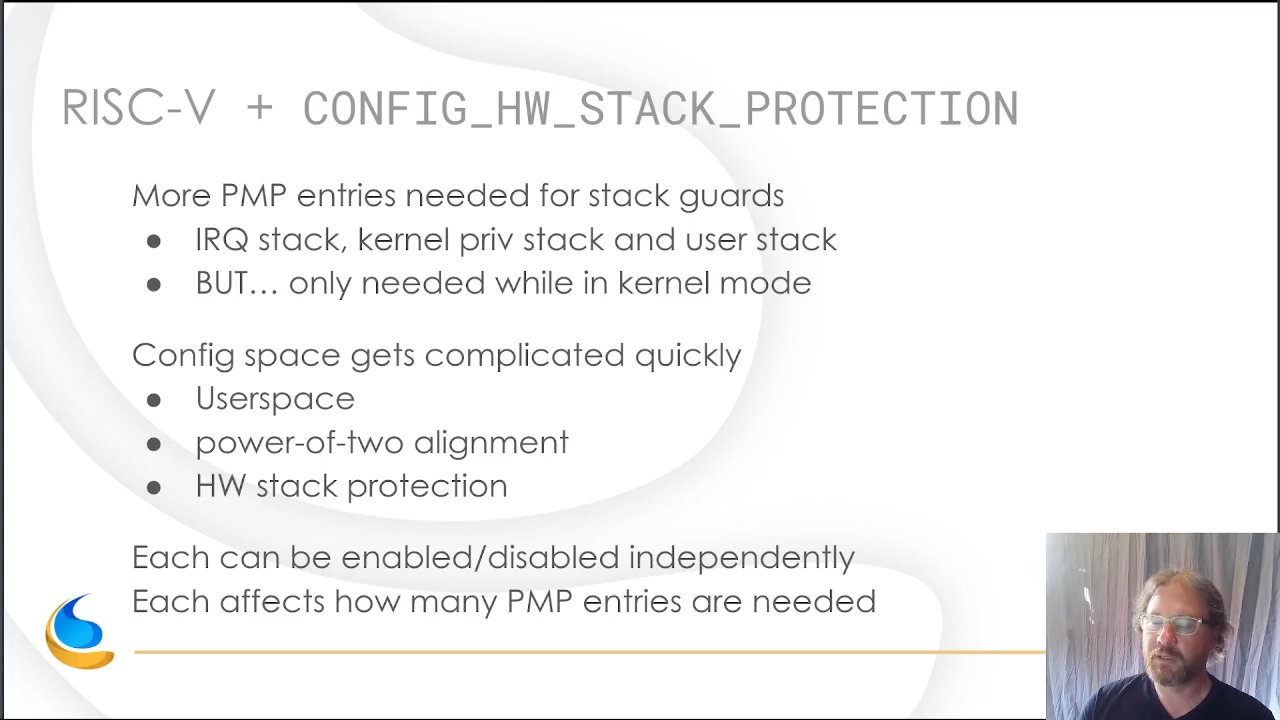 RISC-V + CONFIG_HW_STACK_PROTECTION
More PMP entries needed for stack guards
● IRQ stack, kernel priv stack and user stack
● BUT... only needed while in kernel mode
Config space gets complicated quickly
● Userspace
● power-of-two alignment
● HW stack protection
Each can be enabled/disabled independently
Each affects how many PMP entries are needed